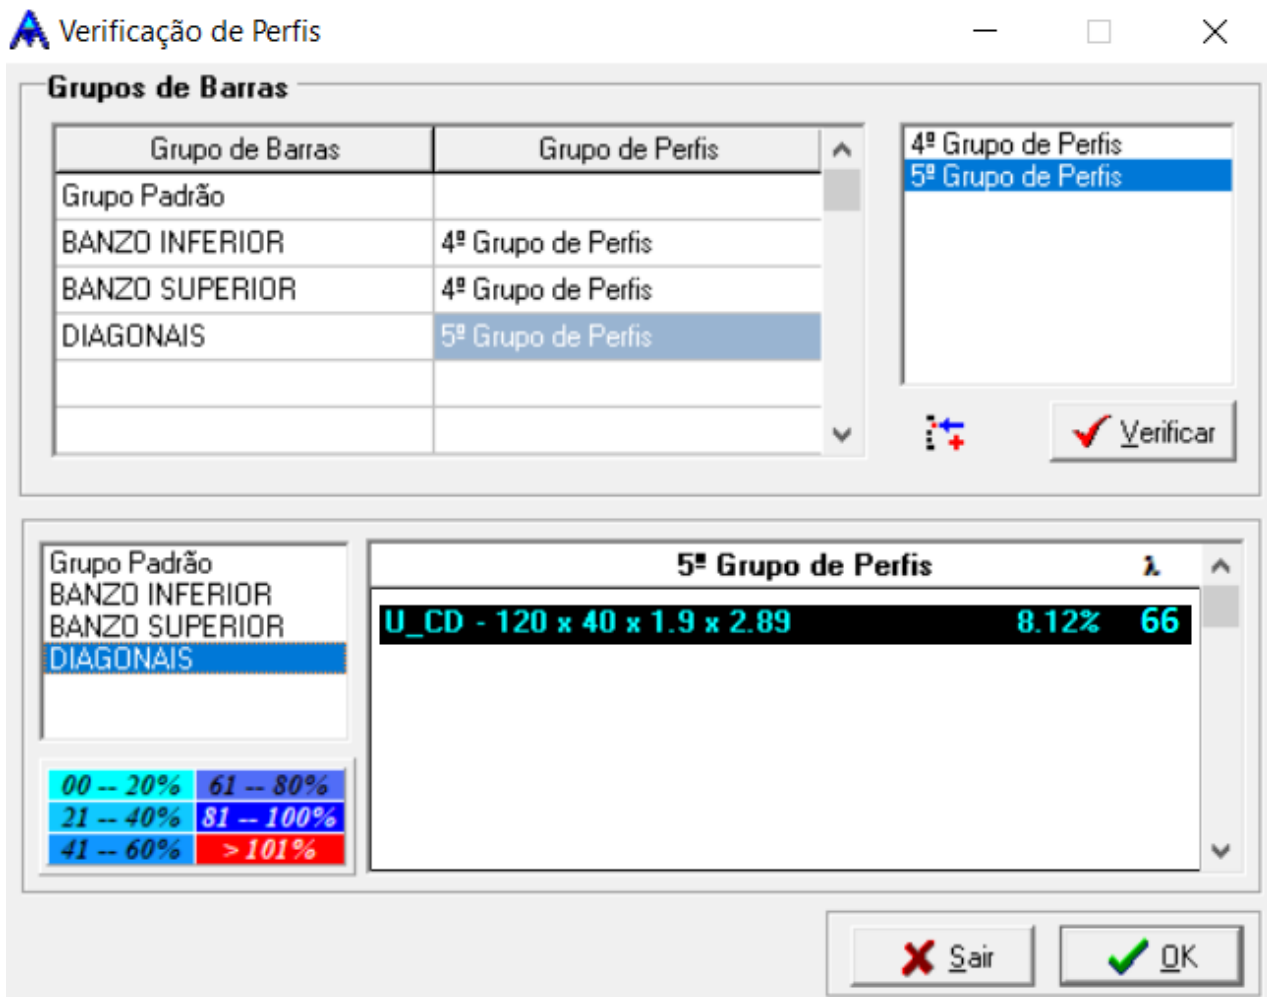 Verificação de Perfis
Grupos de Barras
Grupo de Barras Grupo de Perfis
Grupo Padrão
BANZO INFERIOR 4º Grupo de Perfis
BANZO SUPERIOR 4º Grupo de Perfis
DIAGONAIS 5º Grupo de Perfis
4º Grupo de Perfis
5º Grupo de Perfis
Verificar
Grupo Padrão
BANZO INFERIOR
BANZO SUPERIOR
DIAGONAIS
00 -- 20% 61 -- 80%
21 -- 40% 81 -- 100%
41 -- 60% > 101%
5º Grupo de Perfis λ
U_CD - 120 x 40 x 1.9 x 2.89 8.12% 66
Sair OK